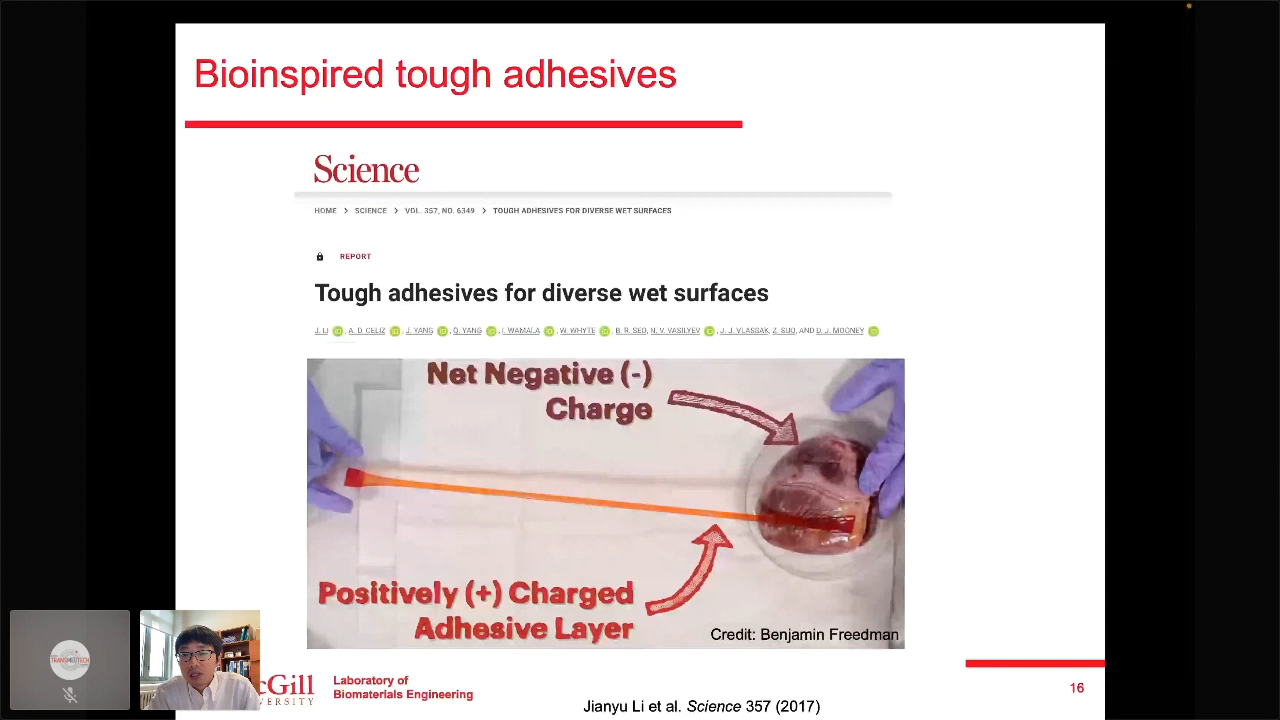 Bioinspired tough adhesives
Science
HOME > SCIENCE > VOL. 357, NO. 6349 > TOUGH ADHESIVES FOR DIVERSE WET SURFACES
REPORT
Tough adhesives for diverse wet surfaces
J. LI, A. D. CELIZ, J. YANG, Q. YANG, I. WAMALA, W. WHYTE, B. R. SEO, N. V. VASILYEV, J. J. VLASSAK, Z. SUO, AND D. J. MOONEY
Net Negative (-)
Charge
Positively (+) Charged
Adhesive Layer
Credit: Benjamin Freedman
TRANSMEDTECH
Gill
VERSITY
Laboratory of
Biomaterials Engineering
16
Jianyu Li et al. Science 357 (2017)